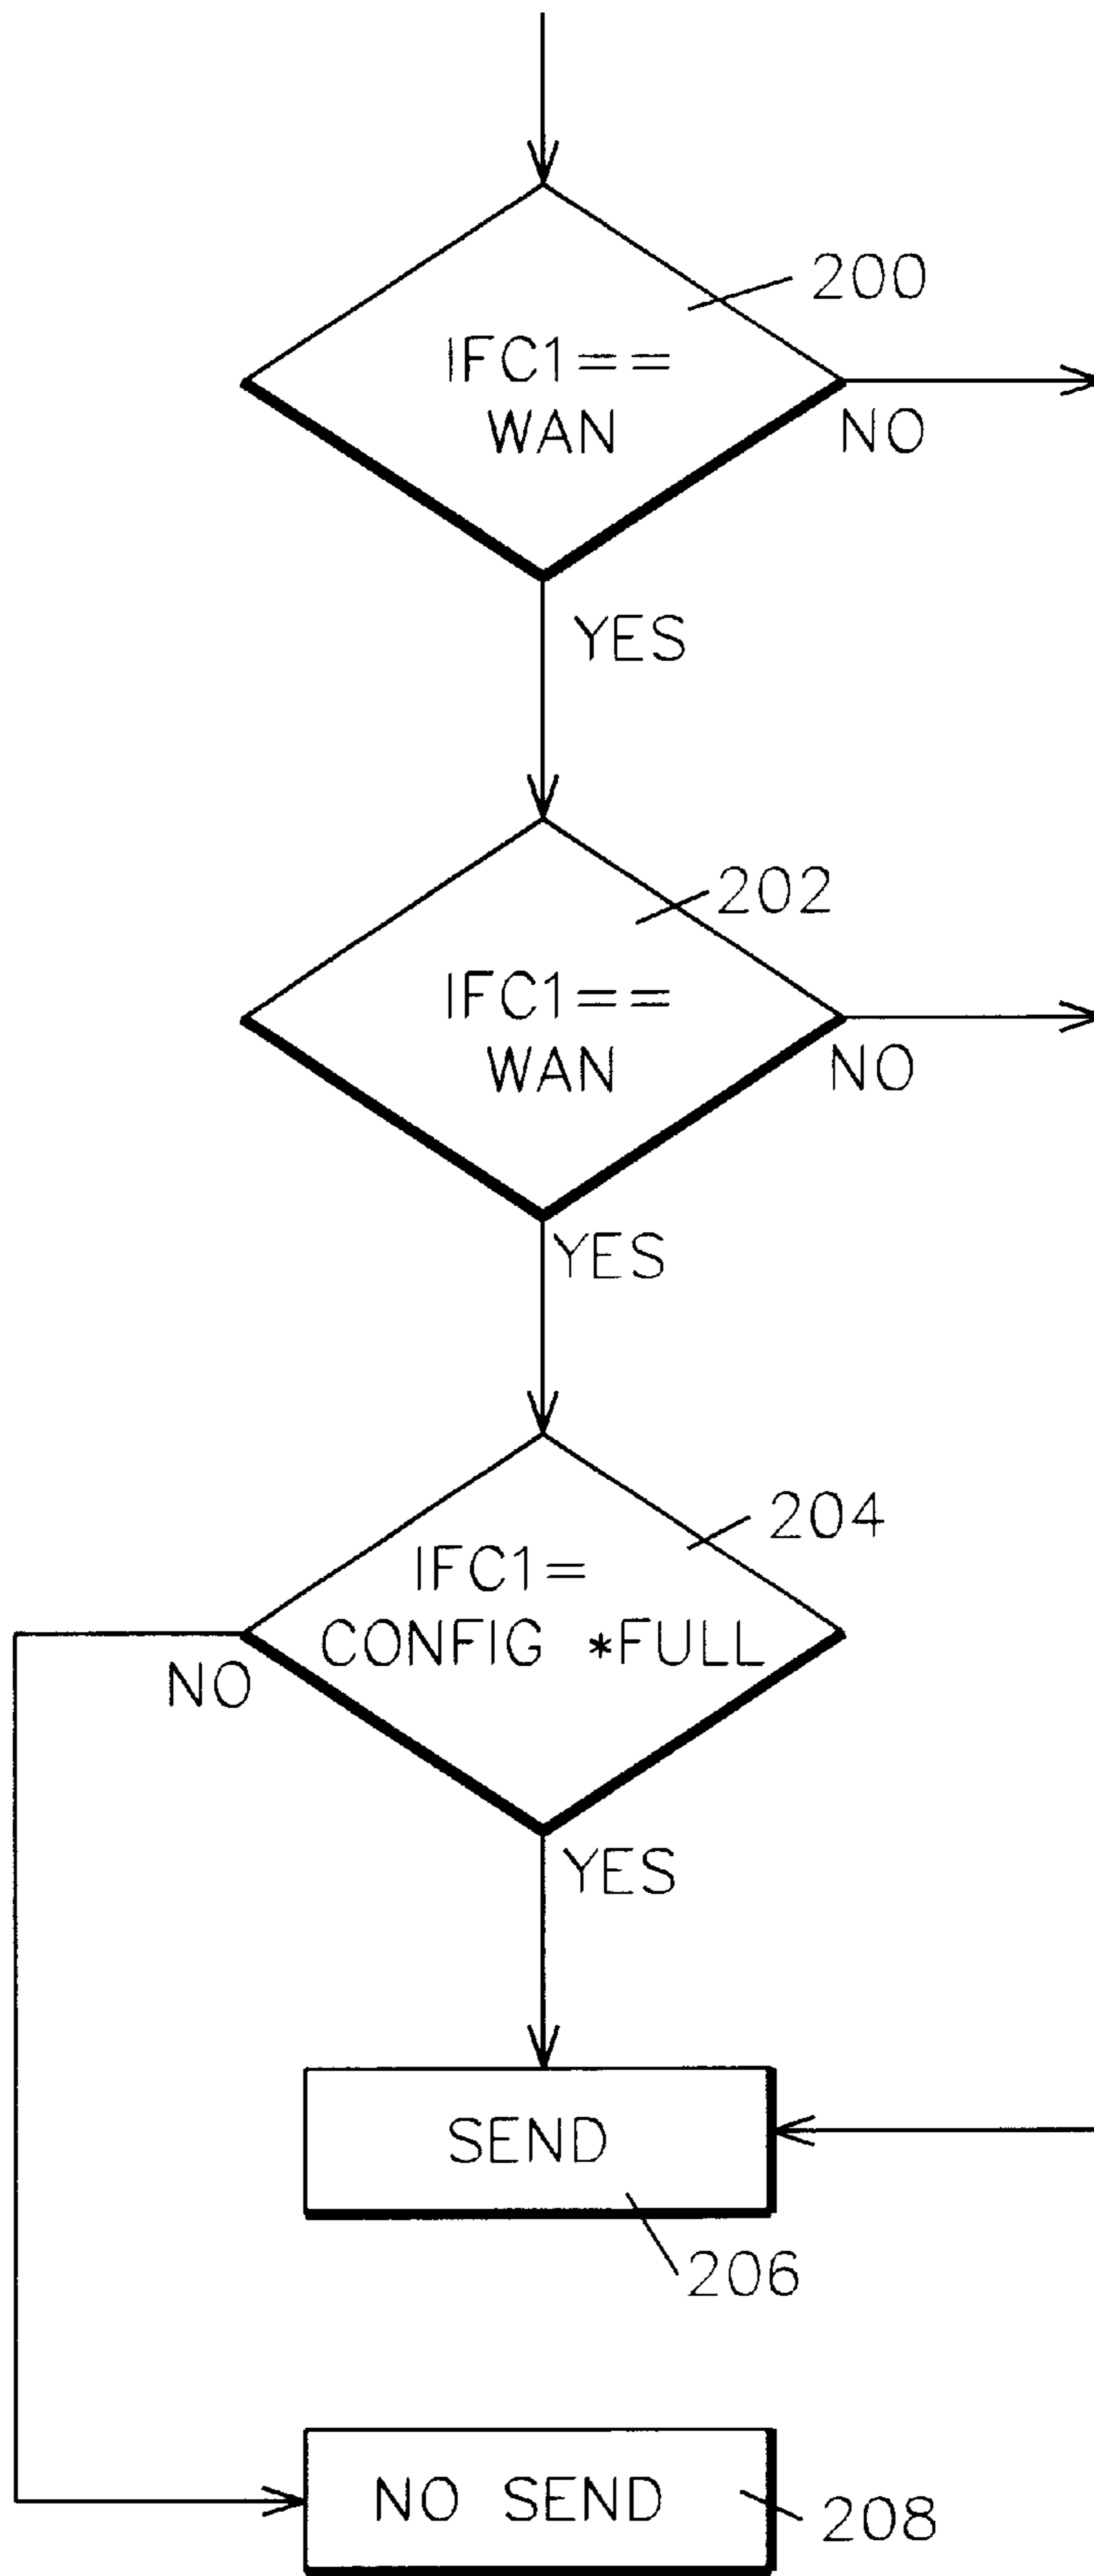 200
IFC1==
WAN
NO
YES
202
IFC1==
WAN
NO
YES
204
IFC1=
CONFIG *FULL
NO
YES
SEND
206
NO SEND
208